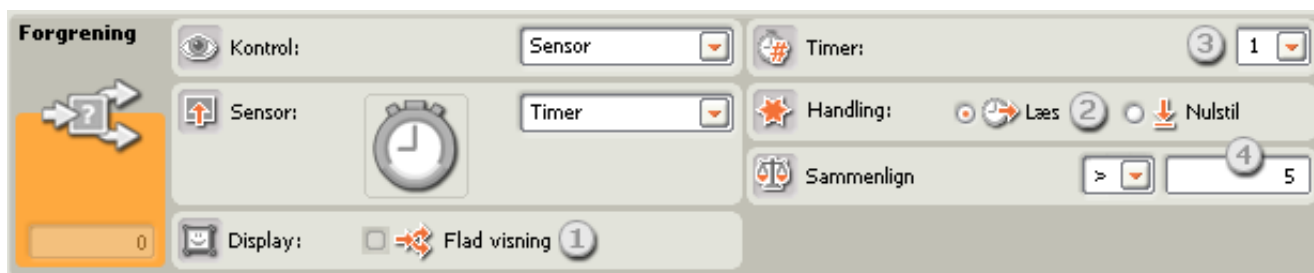 Forgrening
Kontrol: Sensor
Sensor: Timer
Display: Flad visning 1
0
Timer: 3 1
Handling: Læs 2 Nulstil
Sammenlign > 4 5